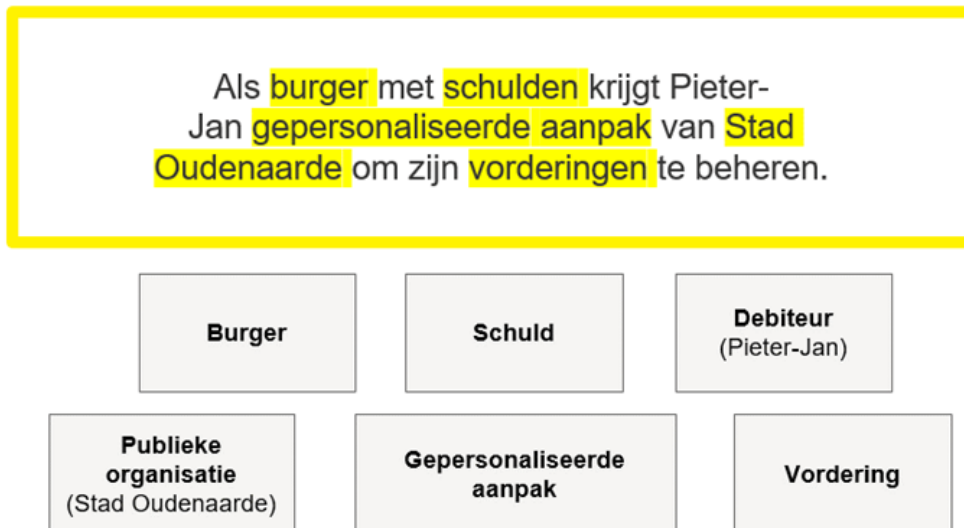 Als burger met schulden krijgt Pieter-
Jan gepersonaliseerde aanpak van Stad
Oudenaarde om zijn vorderingen te beheren.
Burger
Schuld
Debiteur
(Pieter-Jan)
Publieke
organisatie
(Stad Oudenaarde)
Gepersonaliseerde
aanpak
Vordering